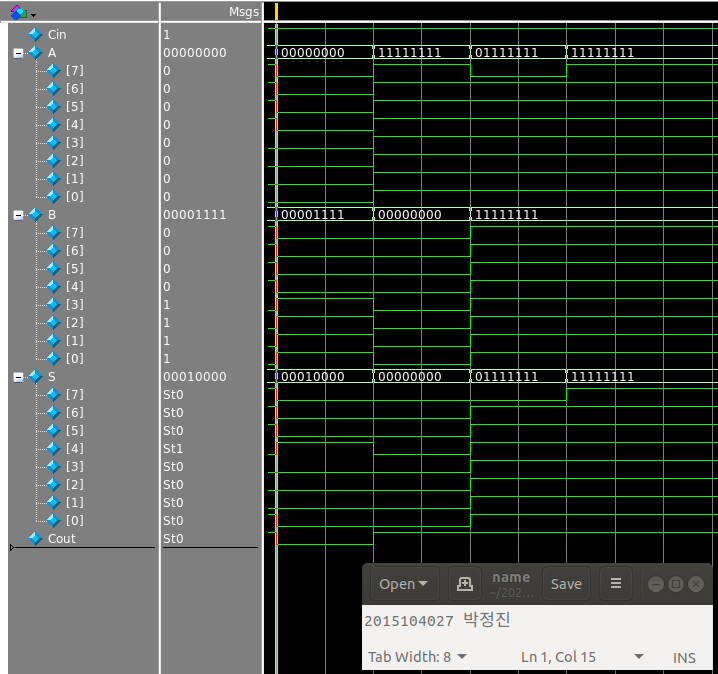 Msgs
Cin 1
A 00000000 00000000 11111111 01111111 11111111
[7] 0
[6] 0
[5] 0
[4] 0
[3] 0
[2] 0
[1] 0
[0] 0
B 00001111 00001111 00000000 11111111
[7] 0
[6] 0
[5] 0
[4] 0
[3] 1
[2] 1
[1] 1
[0] 1
S 00010000 00010000 00000000 01111111 11111111
[7] St0
[6] St0
[5] St0
[4] St1
[3] St0
[2] St0
[1] St0
[0] St0
Cout St0
Open name Save
~/202...
2015104027 박정진
Tab Width: 8 Ln 1, Col 15 INS